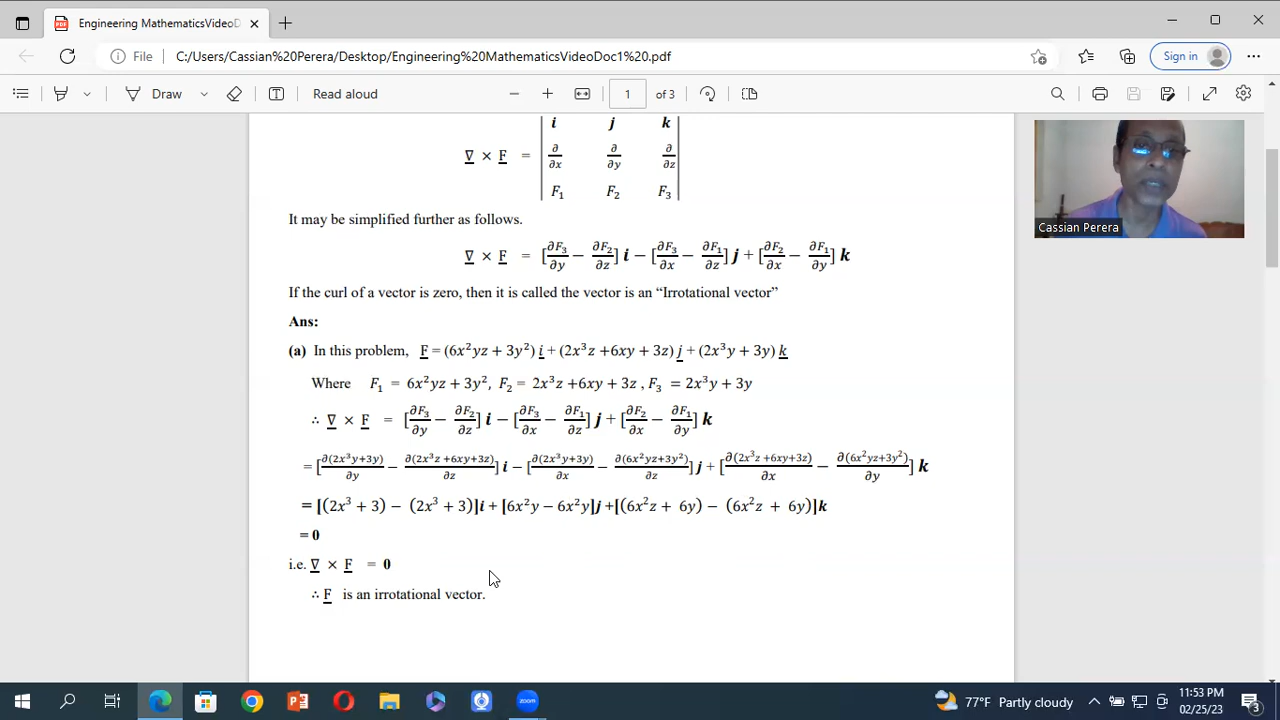 Engineering MathematicsVideoD
File C:/Users/Cassian%20Perera/Desktop/Engineering%20MathematicsVideoDoc1%20.pdf Sign in
Draw Read aloud 1 of 3
i j k
∇ × F = ∂/∂x ∂/∂y ∂/∂z
F₁ F₂ F₃
It may be simplified further as follows.
∇ × F = [∂F₃/∂y − ∂F₂/∂z] i − [∂F₃/∂x − ∂F₁/∂z] j + [∂F₂/∂x − ∂F₁/∂y] k
If the curl of a vector is zero, then it is called the vector is an “Irrotational vector”
Ans:
(a) In this problem, F = (6x²yz + 3y²) i + (2x³z +6xy + 3z) j + (2x³y + 3y) k
Where F₁ = 6x²yz + 3y², F₂ = 2x³z +6xy + 3z , F₃ = 2x³y + 3y
∴ ∇ × F = [∂F₃/∂y − ∂F₂/∂z] i − [∂F₃/∂x − ∂F₁/∂z] j + [∂F₂/∂x − ∂F₁/∂y] k
= [∂(2x³y+3y)/∂y − ∂(2x³z +6xy+3z)/∂z] i − [∂(2x³y+3y)/∂x − ∂(6x²yz+3y²)/∂z] j + [∂(2x³z +6xy+3z)/∂x − ∂(6x²yz+3y²)/∂y] k
= [(2x³ + 3) − (2x³ + 3)]i + [6x²y − 6x²y]j +[(6x²z + 6y) − (6x²z + 6y)]k
= 0
i.e. ∇ × F = 0
∴ F is an irrotational vector.
Cassian Perera
77°F Partly cloudy
11:53 PM
02/25/23
3